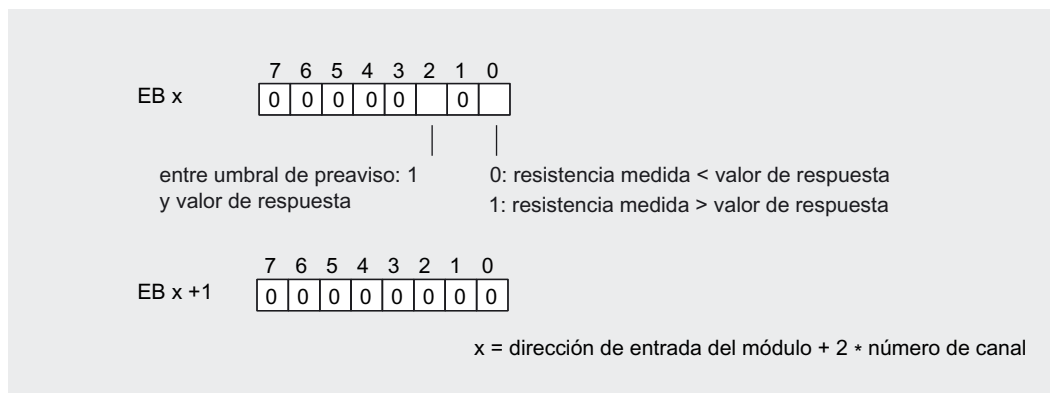 7 6 5 4 3 2 1 0
EB x 0 0 0 0 0 0
entre umbral de preaviso: 1
y valor de respuesta
0: resistencia medida < valor de respuesta
1: resistencia medida > valor de respuesta
7 6 5 4 3 2 1 0
EB x +1 0 0 0 0 0 0 0 0
x = dirección de entrada del módulo + 2 * número de canal